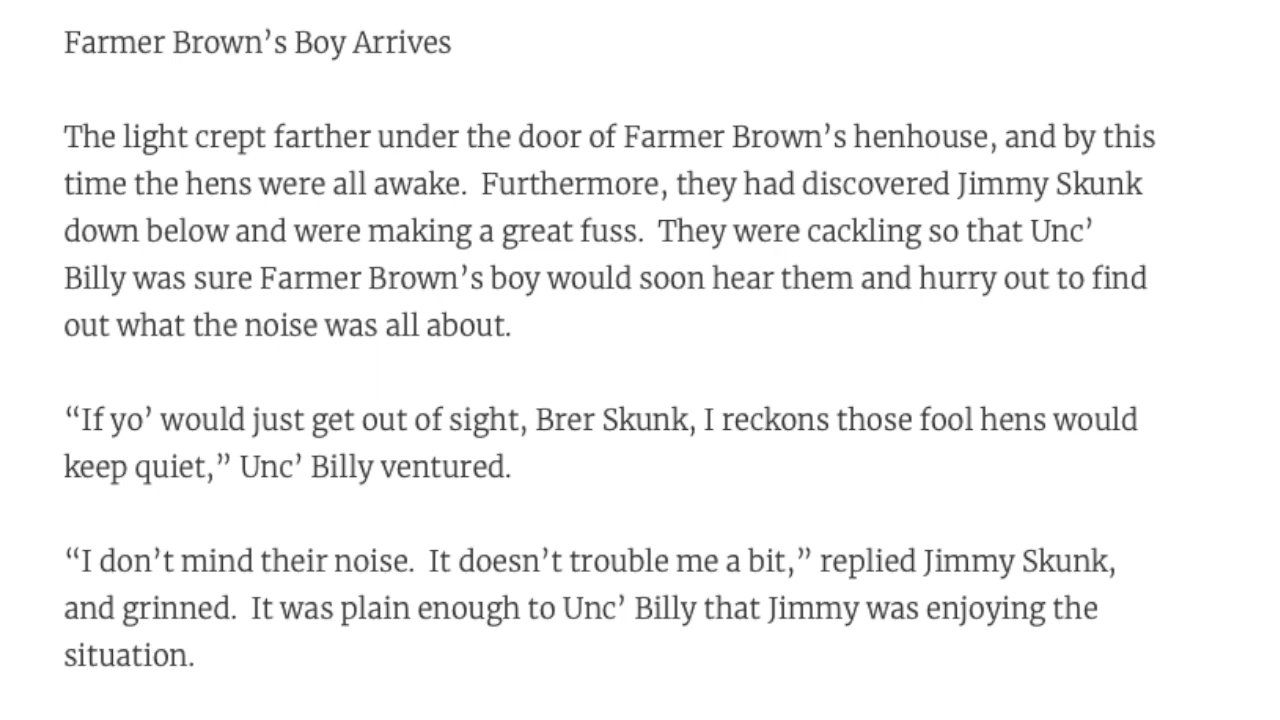 Farmer Brown’s Boy Arrives
The light crept farther under the door of Farmer Brown’s henhouse, and by this
time the hens were all awake.  Furthermore, they had discovered Jimmy Skunk
down below and were making a great fuss.  They were cackling so that Unc’
Billy was sure Farmer Brown’s boy would soon hear them and hurry out to find
out what the noise was all about.
“If yo’ would just get out of sight, Brer Skunk, I reckons those fool hens would
keep quiet,” Unc’ Billy ventured.
“I don’t mind their noise.  It doesn’t trouble me a bit,” replied Jimmy Skunk,
and grinned.  It was plain enough to Unc’ Billy that Jimmy was enjoying the
situation.